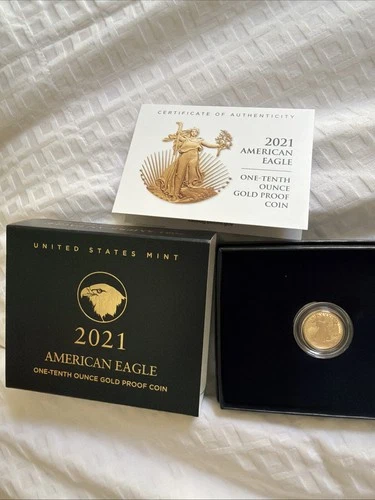 CERTIFICATE OF AUTHENTICITY
2021
AMERICAN
EAGLE
ONE-TENTH
OUNCE
GOLD PROOF
COIN
UNITED STATES MINT
2021
AMERICAN EAGLE
ONE-TENTH OUNCE GOLD PROOF COIN